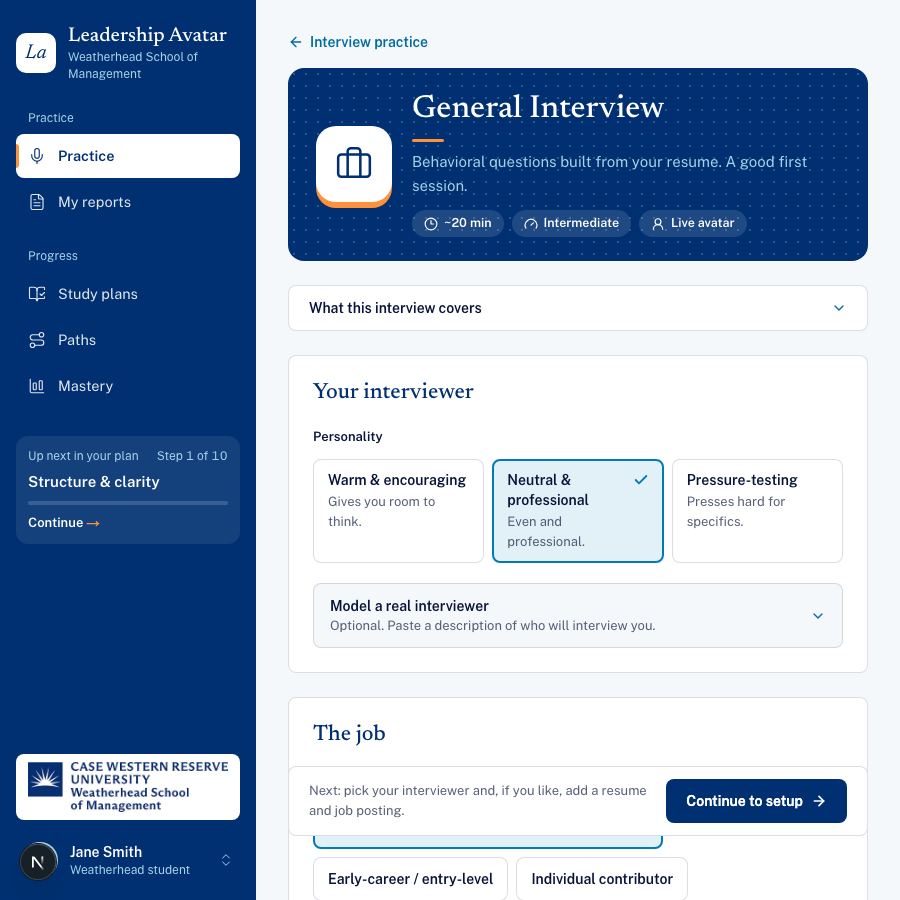 La
Leadership Avatar
Weatherhead School of
Management
Practice
Practice
My reports
Progress
Study plans
Paths
Mastery
Up next in your plan
Step 1 of 10
Structure & clarity
Continue →
CASE WESTERN RESERVE
UNIVERSITY
Weatherhead School
of Management
N
Jane Smith
Weatherhead student
← Interview practice
General Interview
Behavioral questions built from your resume. A good first
session.
~20 min
Intermediate
Live avatar
What this interview covers
Your interviewer
Personality
Warm & encouraging
Gives you room to
think.
Neutral &
professional
Even and
professional.
Pressure-testing
Presses hard for
specifics.
Model a real interviewer
Optional. Paste a description of who will interview you.
The job
Next: pick your interviewer and, if you like, add a resume
and job posting.
Continue to setup →
Early-career / entry-level
Individual contributor